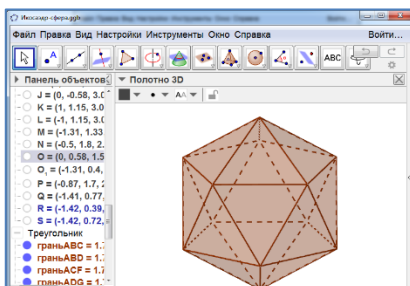 Икосаэдр-сфера.ggb
Файл Правка Вид Настройки Инструменты Окно Справка Войти...
ABC
Панель объектов
Полотно 3D
J = (0, -0.58, 3.0
K = (1, 1.15, 3.0
L = (-1, 1.15, 3.0
M = (-1.31, 1.33
N = (-0.5, 1.8, 2.
O = (0, 0.58, 1.5
O₁ = (-1.31, 0.4,
P = (-0.87, 1.7, 2
Q = (-1.41, 0.77,
R = (-1.42, 0.39,
S = (-1.42, 0.72,
Треугольник
граньABC = 1.7
граньABD = 1.7
граньACF = 1.7
граньADG = 1.7